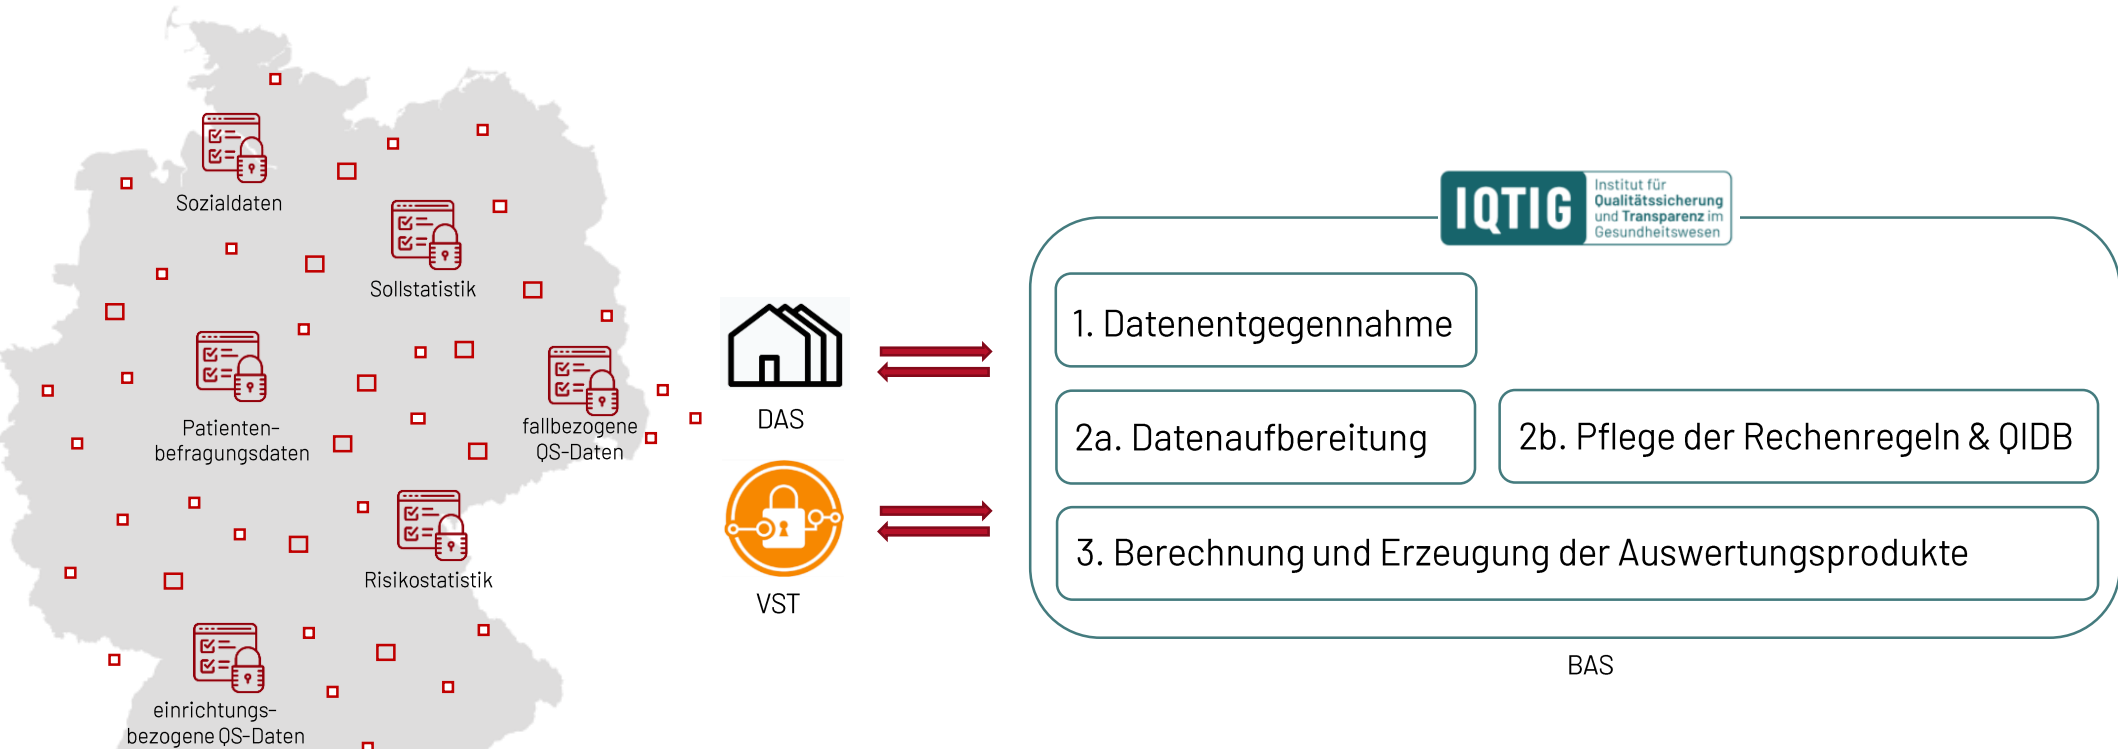 Sozialdaten
Sollstatistik
Patienten-
befragungsdaten
fallbezogene
QS-Daten
Risikostatistik
einrichtungs-
bezogene QS-Daten
DAS
VST
IQTIG
Institut für
Qualitätssicherung
und Transparenz im
Gesundheitswesen
1. Datenentgegennahme
2a. Datenaufbereitung
2b. Pflege der Rechenregeln & QIDB
3. Berechnung und Erzeugung der Auswertungsprodukte
BAS